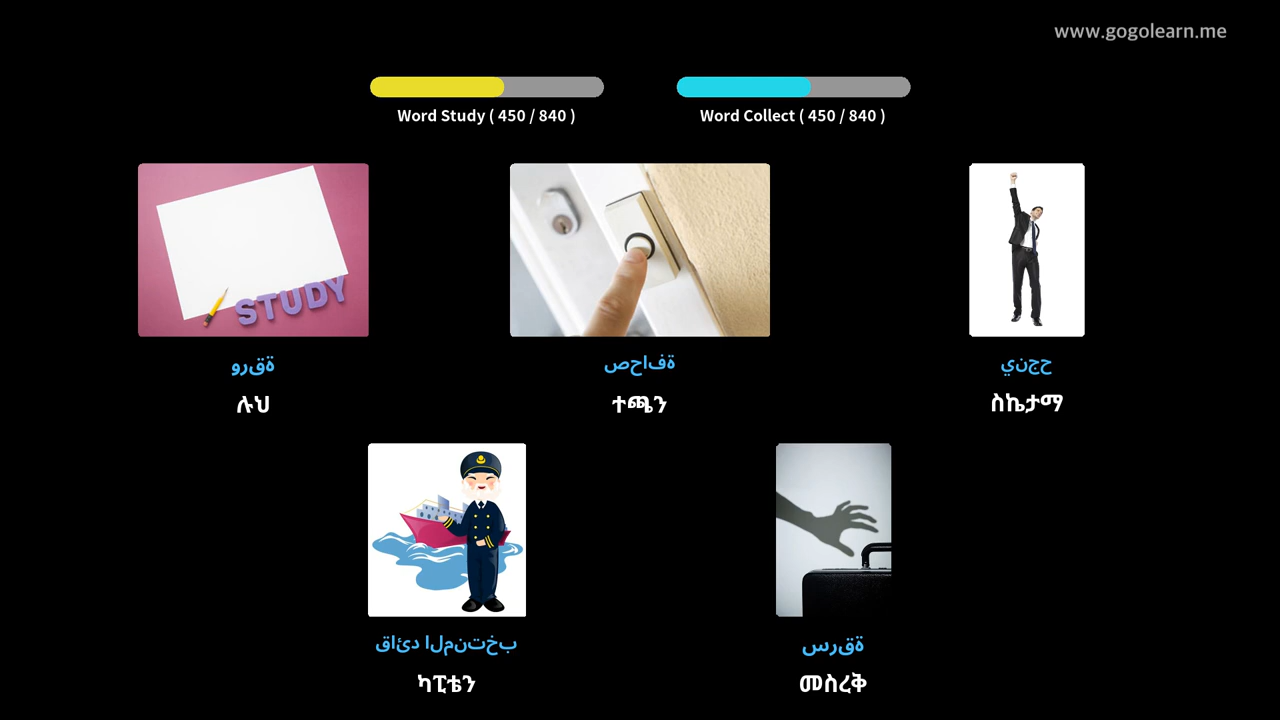 www.gogolearn.me
Word Study ( 450 / 840 )
Word Collect ( 450 / 840 )
STUDY
ورقة
صحافة
ينجح
ሉህ
ተጫን
ስኬታማ
قائد المنتخب
سرقة
ካፒቴን
መስረቅ